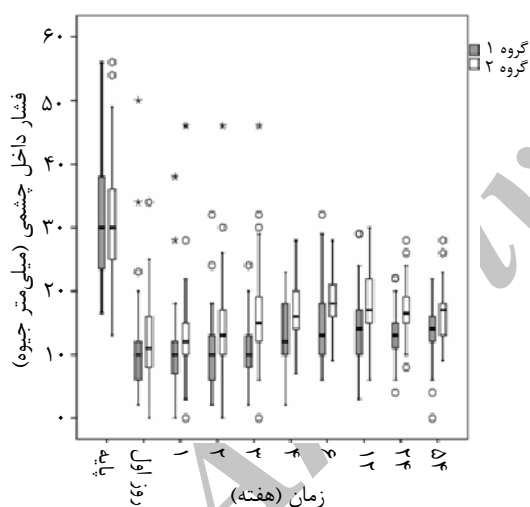 گروه ۱
گروه ۲
فشار داخل چشمی (میلی‌متر جیوه)
۶۰
۵۰
۴۰
۳۰
۲۰
۱۰
۰
پایه
روز اول
۱
۲
۳
۴
۶
۱۲
۲۴
۵۴
زمان (هفته)